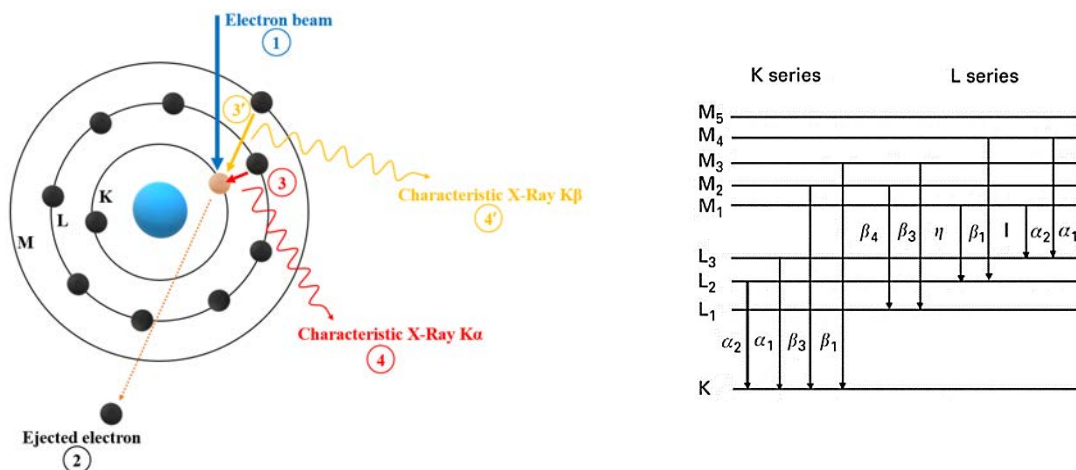 Electron beam
1
3′
3
K
L
M
Characteristic X-Ray Kβ
4′
Characteristic X-Ray Kα
4
Ejected electron
2
K series L series
M5
M4
M3
M2
M1
β4 β3 η β1 l α2 α1
L3
L2
L1
α2 α1 β3 β1
K